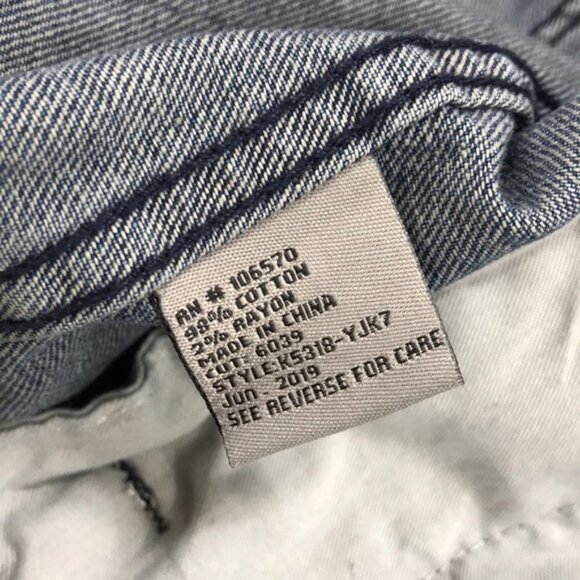 RN # 106570
98% COTTON
2% RAYON
MADE IN CHINA
CUT: 6039
STYLE:K5318-YJK7
JUN - 2019
SEE REVERSE FOR CARE